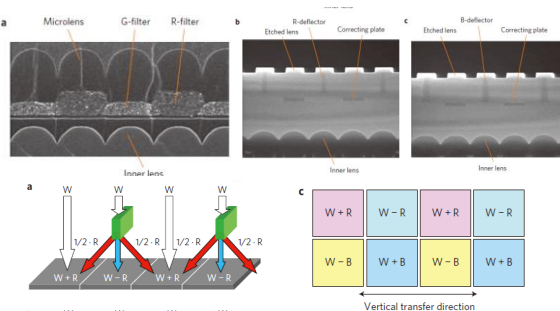 a
Microlens G-filter R-filter
Inner lens
b
R-deflector
Etched lens Correcting plate
Inner lens
c
B-deflector
Etched lens Correcting plate
Inner lens
a
W W W W
1/2 · R 1/2 · R 1/2 · R 1/2 · R
W + R W − R W + R W − R
c
W + R W − R W + R W − R
W − B W + B W − B W + B
Vertical transfer direction